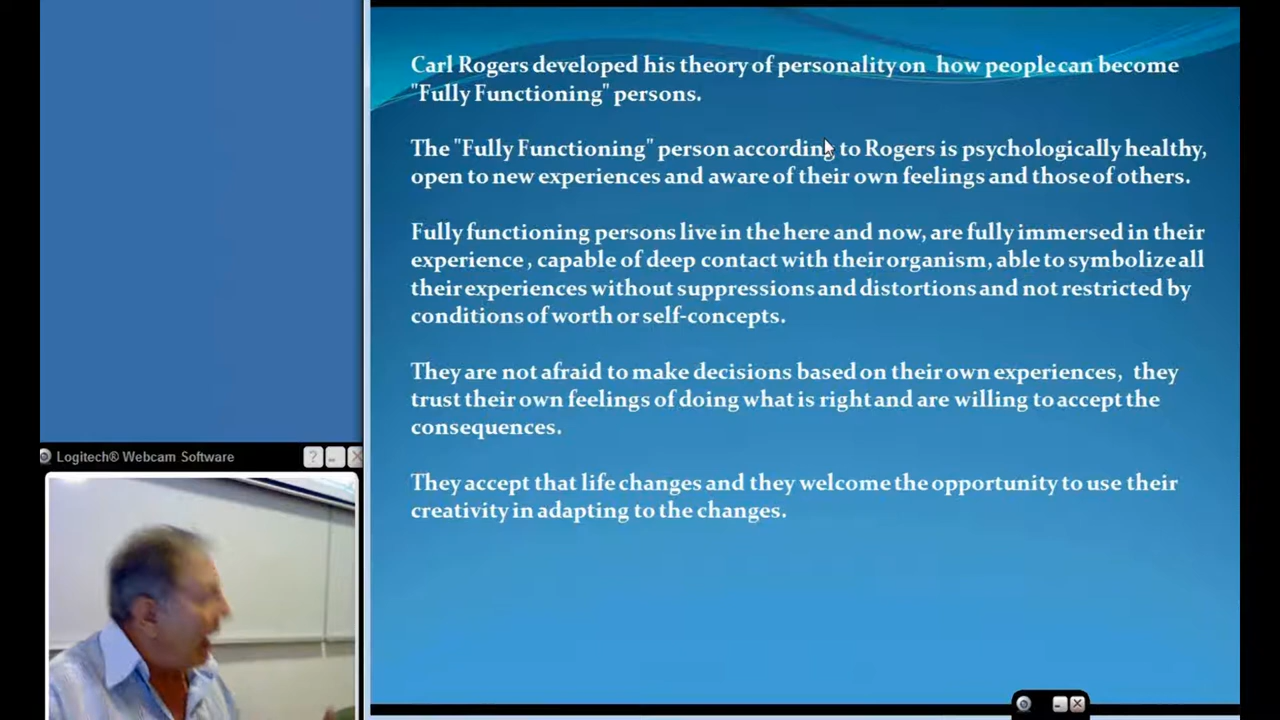 Carl Rogers developed his theory of personality on how people can become
"Fully Functioning" persons.
The "Fully Functioning" person according to Rogers is psychologically healthy,
open to new experiences and aware of their own feelings and those of others.
Fully functioning persons live in the here and now, are fully immersed in their
experience , capable of deep contact with their organism, able to symbolize all
their experiences without suppressions and distortions and not restricted by
conditions of worth or self-concepts.
They are not afraid to make decisions based on their own experiences, they
trust their own feelings of doing what is right and are willing to accept the
consequences.
They accept that life changes and they welcome the opportunity to use their
creativity in adapting to the changes.
Logitech® Webcam Software